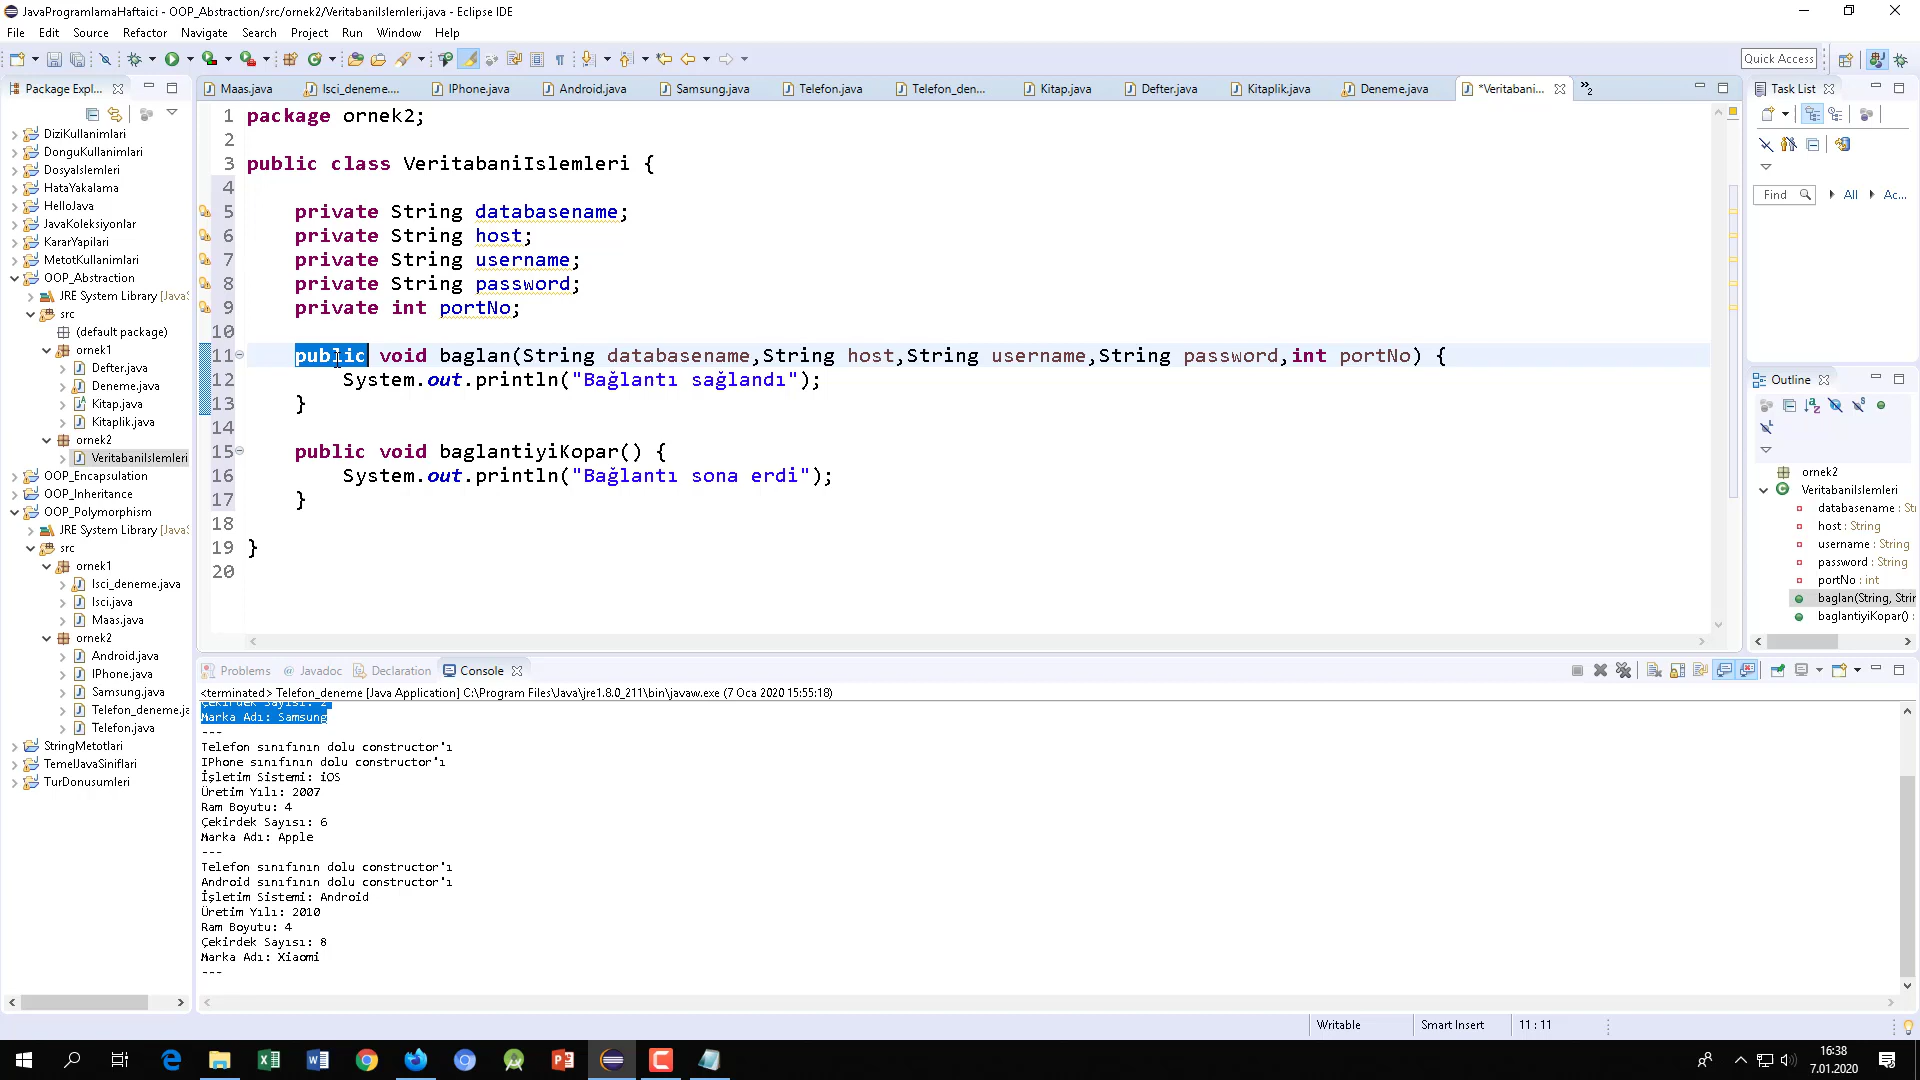 JavaProgramlamaHaftaici - OOP_Abstraction/src/ornek2/VeritabaniIslemleri.java - Eclipse IDE
File Edit Source Refactor Navigate Search Project Run Window Help
Quick Access
Package Expl...
DiziKullanimlari
DonguKullanimlari
DosyaIslemleri
HataYakalama
HelloJava
JavaKoleksiyonlar
KararYapilari
MetotKullanimlari
OOP_Abstraction
JRE System Library [JavaS
src
(default package)
ornek1
Defter.java
Deneme.java
Kitap.java
Kitaplik.java
ornek2
VeritabaniIslemleri
OOP_Encapsulation
OOP_Inheritance
OOP_Polymorphism
JRE System Library [JavaS
src
ornek1
Isci_deneme.java
Isci.java
Maas.java
ornek2
Android.java
IPhone.java
Samsung.java
Telefon_deneme.ja
Telefon.java
StringMetotlari
TemelJavaSiniflari
TurDonusumleri
Maas.java Isci_deneme.... IPhone.java Android.java Samsung.java Telefon.java Telefon_den... Kitap.java Defter.java Kitaplik.java Deneme.java *Veritabani... »2
1 package ornek2;
2
3 public class VeritabaniIslemleri {
4
5 private String databasename;
6 private String host;
7 private String username;
8 private String password;
9 private int portNo;
10
11 public void baglan(String databasename,String host,String username,String password,int portNo) {
12 System.out.println("Bağlantı sağlandı");
13 }
14
15 public void baglantiyiKopar() {
16 System.out.println("Bağlantı sona erdi");
17 }
18
19 }
20
Task List
Find All Ac...
Outline
ornek2
VeritabaniIslemleri
databasename : St
host : String
username : String
password : String
portNo : int
baglan(String, Strin
baglantiyiKopar() :
Problems Javadoc Declaration Console
<terminated> Telefon_deneme [Java Application] C:\Program Files\Java\jre1.8.0_211\bin\javaw.exe (7 Oca 2020 15:55:18)
Çekirdek Sayısı: 2
Marka Adı: Samsung
---
Telefon sınıfının dolu constructor'ı
IPhone sınıfının dolu constructor'ı
İşletim Sistemi: iOS
Üretim Yılı: 2007
Ram Boyutu: 4
Çekirdek Sayısı: 6
Marka Adı: Apple
---
Telefon sınıfının dolu constructor'ı
Android sınıfının dolu constructor'ı
İşletim Sistemi: Android
Üretim Yılı: 2010
Ram Boyutu: 4
Çekirdek Sayısı: 8
Marka Adı: Xiaomi
---
Writable Smart Insert 11 : 11
16:38
7.01.2020